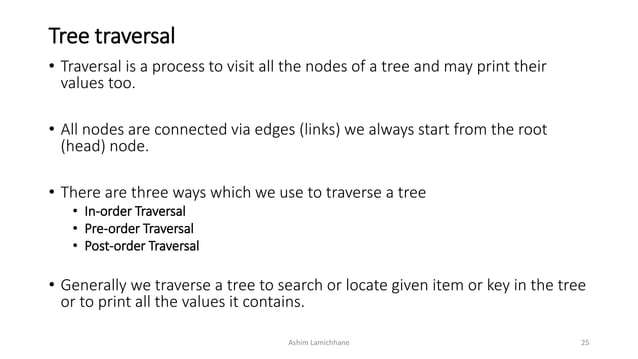 Tree traversal
• Traversal is a process to visit all the nodes of a tree and may print their
values too.
• All nodes are connected via edges (links) we always start from the root
(head) node.
• There are three ways which we use to traverse a tree
• In-order Traversal
• Pre-order Traversal
• Post-order Traversal
• Generally we traverse a tree to search or locate given item or key in the tree
or to print all the values it contains.
Ashim Lamichhane
25